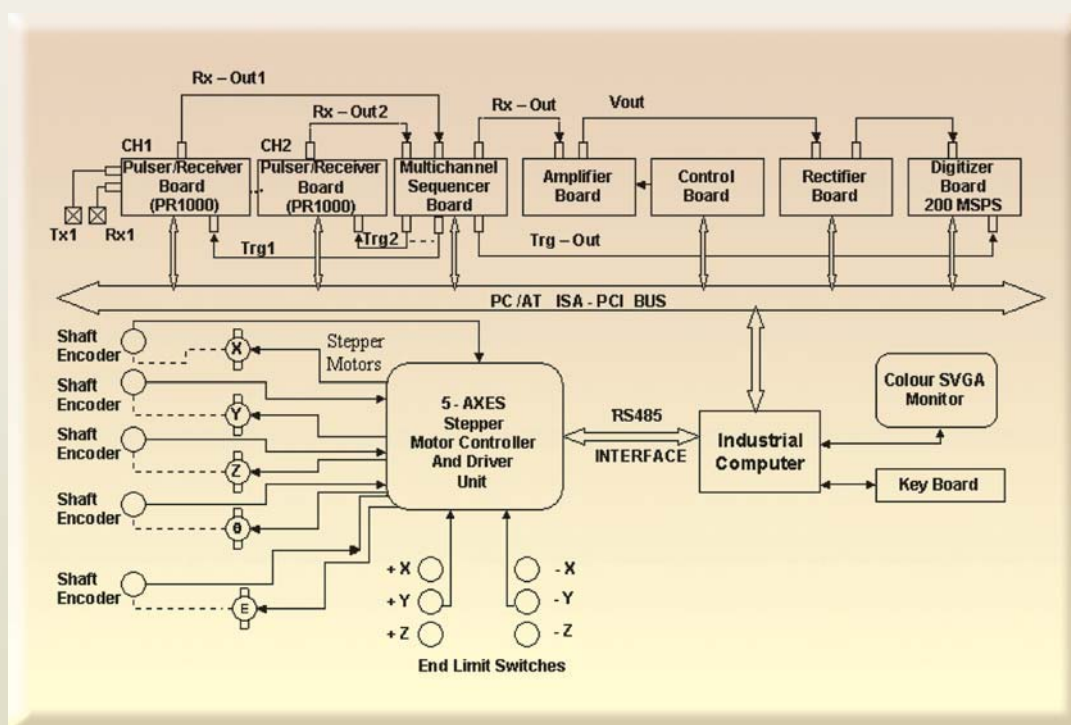 Rx – Out1
Rx – Out2
Rx – Out
Vout
CH1
CH2
Pulser/Receiver
Board
(PR1000)
Pulser/Receiver
Board
(PR1000)
Multichannel
Sequencer
Board
Amplifier
Board
Control
Board
Rectifier
Board
Digitizer
Board
200 MSPS
Tx1
Rx1
Trg1
Trg2
Trg – Out
PC /AT ISA - PCI BUS
Shaft
Encoder
X
Stepper
Motors
Shaft
Encoder
Y
Shaft
Encoder
Z
Shaft
Encoder
θ
Shaft
Encoder
E
5 - AXES
Stepper
Motor Controller
And Driver
Unit
RS485
INTERFACE
Industrial
Computer
Colour SVGA
Monitor
Key Board
+ X
- X
+ Y
- Y
+ Z
- Z
End Limit Switches